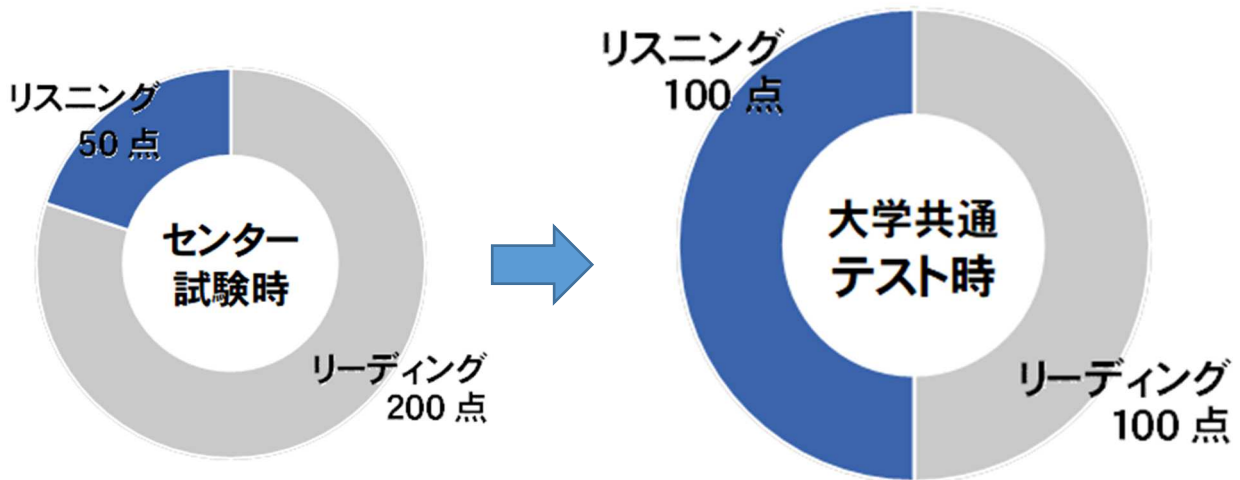 リスニング
50 点
センター
試験時
リーディング
200 点
リスニング
100 点
大学共通
テスト時
リーディング
100 点